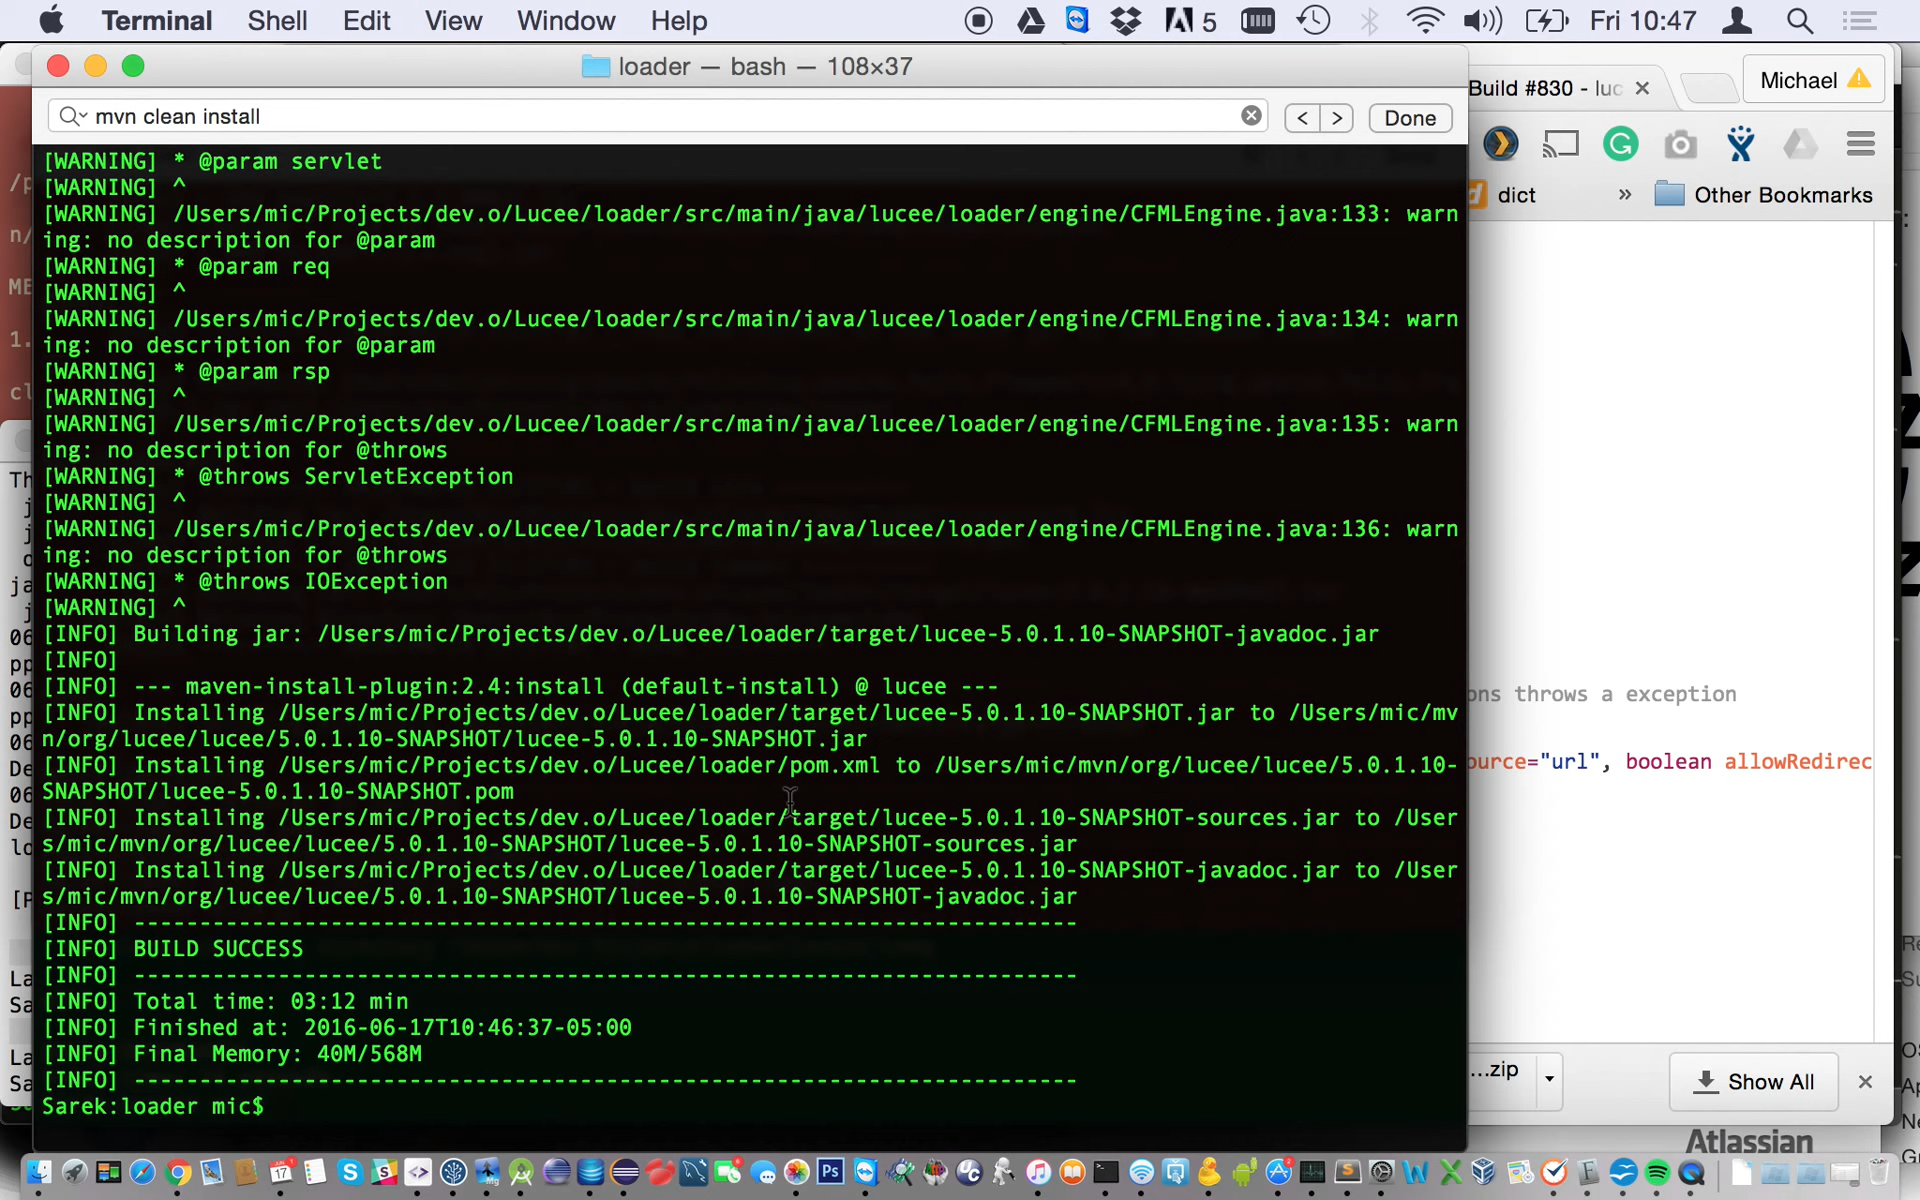 Terminal Shell Edit View Window Help 5 Fri 10:47
loader — bash — 108×37
Build #830 - luc
Michael
mvn clean install
Done
dict » Other Bookmarks
[WARNING] * @param servlet
[WARNING] ^
[WARNING] /Users/mic/Projects/dev.o/Lucee/loader/src/main/java/lucee/loader/engine/CFMLEngine.java:133: warn
ing: no description for @param
[WARNING] * @param req
[WARNING] ^
[WARNING] /Users/mic/Projects/dev.o/Lucee/loader/src/main/java/lucee/loader/engine/CFMLEngine.java:134: warn
ing: no description for @param
[WARNING] * @param rsp
[WARNING] ^
[WARNING] /Users/mic/Projects/dev.o/Lucee/loader/src/main/java/lucee/loader/engine/CFMLEngine.java:135: warn
ing: no description for @throws
[WARNING] * @throws ServletException
[WARNING] ^
[WARNING] /Users/mic/Projects/dev.o/Lucee/loader/src/main/java/lucee/loader/engine/CFMLEngine.java:136: warn
ing: no description for @throws
[WARNING] * @throws IOException
[WARNING] ^
[INFO] Building jar: /Users/mic/Projects/dev.o/Lucee/loader/target/lucee-5.0.1.10-SNAPSHOT-javadoc.jar
[INFO]
[INFO] --- maven-install-plugin:2.4:install (default-install) @ lucee ---
[INFO] Installing /Users/mic/Projects/dev.o/Lucee/loader/target/lucee-5.0.1.10-SNAPSHOT.jar to /Users/mic/mv
n/org/lucee/lucee/5.0.1.10-SNAPSHOT/lucee-5.0.1.10-SNAPSHOT.jar
[INFO] Installing /Users/mic/Projects/dev.o/Lucee/loader/pom.xml to /Users/mic/mvn/org/lucee/lucee/5.0.1.10-
SNAPSHOT/lucee-5.0.1.10-SNAPSHOT.pom
[INFO] Installing /Users/mic/Projects/dev.o/Lucee/loader/target/lucee-5.0.1.10-SNAPSHOT-sources.jar to /User
s/mic/mvn/org/lucee/lucee/5.0.1.10-SNAPSHOT/lucee-5.0.1.10-SNAPSHOT-sources.jar
[INFO] Installing /Users/mic/Projects/dev.o/Lucee/loader/target/lucee-5.0.1.10-SNAPSHOT-javadoc.jar to /User
s/mic/mvn/org/lucee/lucee/5.0.1.10-SNAPSHOT/lucee-5.0.1.10-SNAPSHOT-javadoc.jar
[INFO] ------------------------------------------------------------------------
[INFO] BUILD SUCCESS
[INFO] ------------------------------------------------------------------------
[INFO] Total time: 03:12 min
[INFO] Finished at: 2016-06-17T10:46:37-05:00
[INFO] Final Memory: 40M/568M
[INFO] ------------------------------------------------------------------------
Sarek:loader mic$
ons throws a exception
ource="url", boolean allowRedirec
...zip
Show All
Atlassian